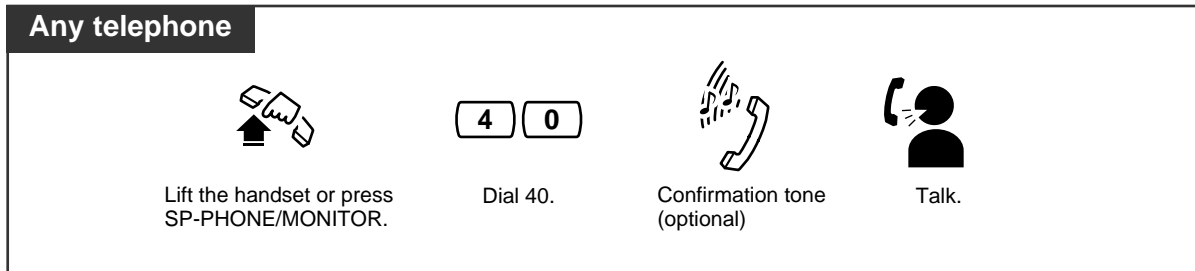 Any telephone
4 0
Lift the handset or press
SP-PHONE/MONITOR.
Dial 40.
Confirmation tone
(optional)
Talk.